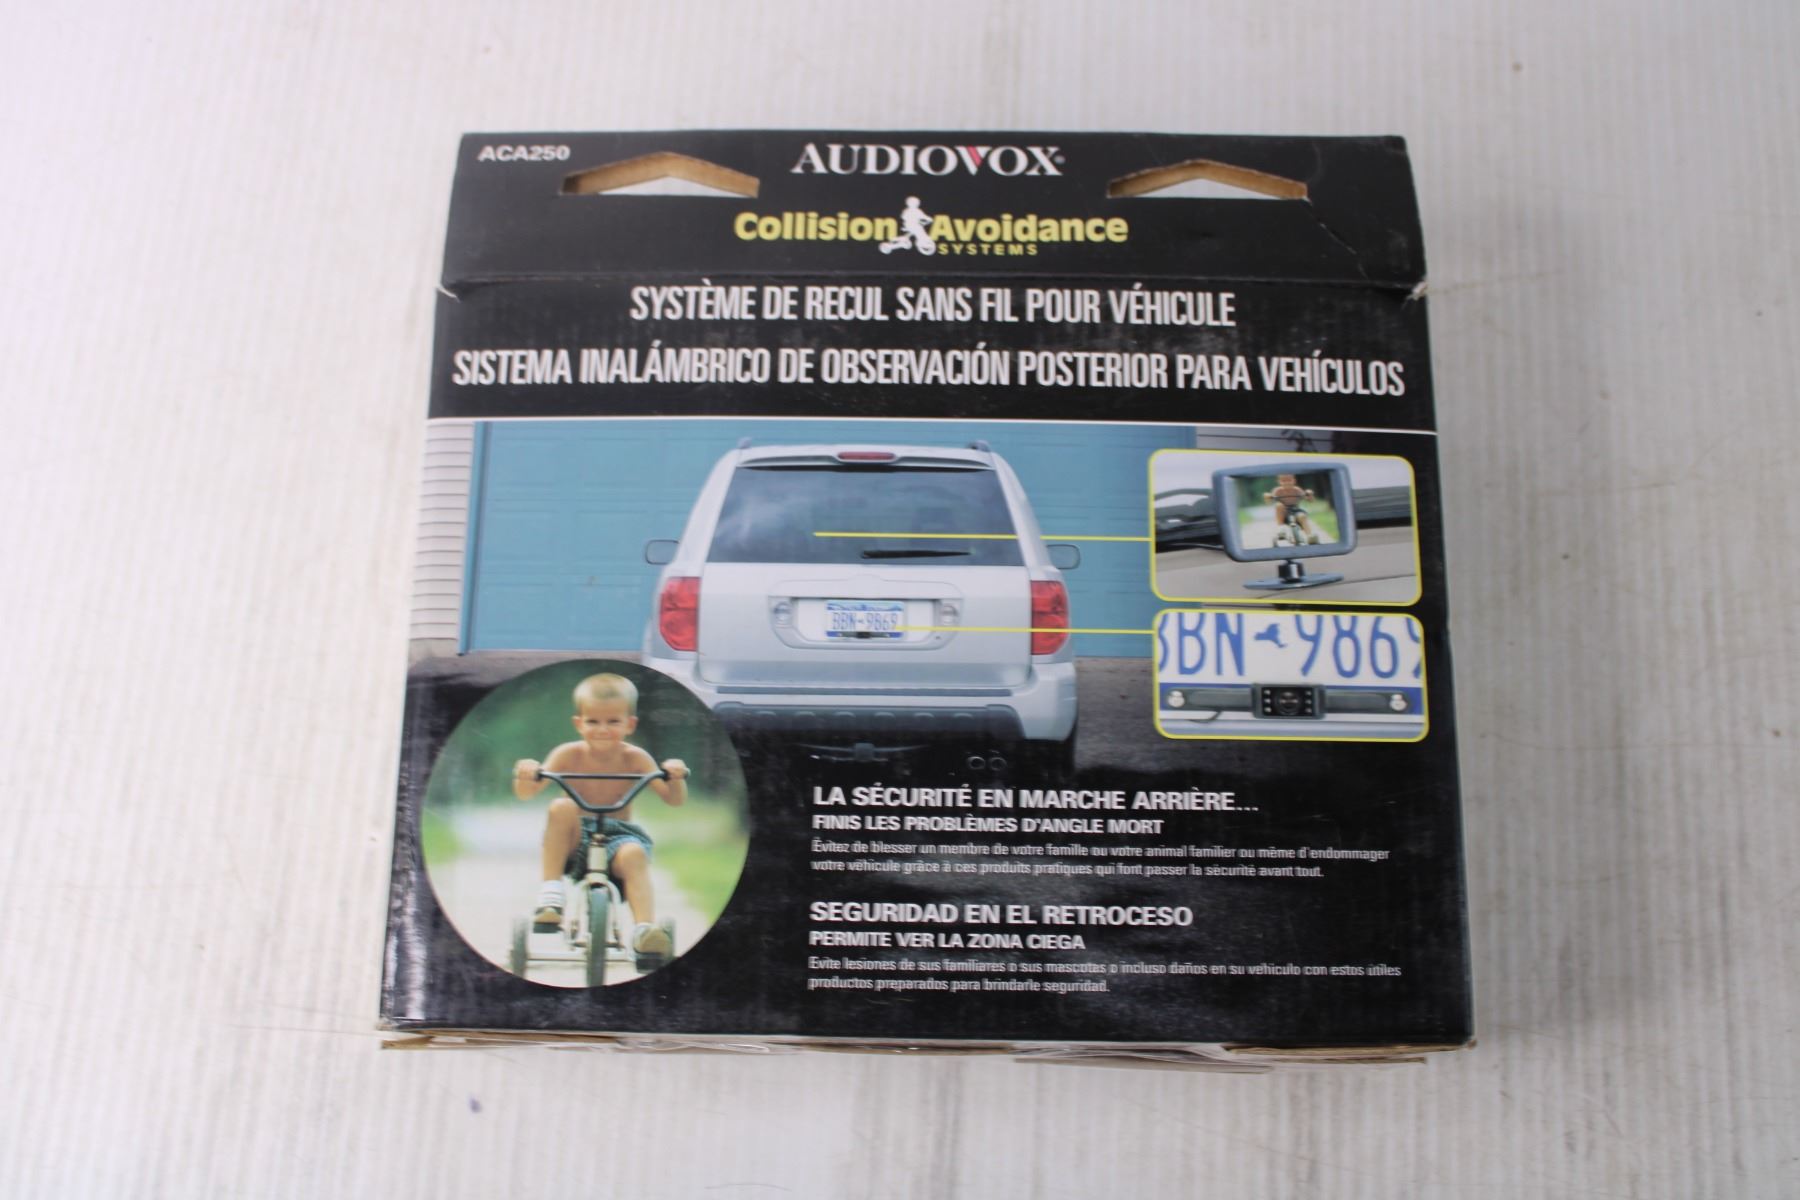 ACA250
AUDIOVOX
Collision Avoidance
SYSTEMS
SYSTÈME DE RECUL SANS FIL POUR VÉHICULE
SISTEMA INALÁMBRICO DE OBSERVACIÓN POSTERIOR PARA VEHÍCULOS
BBN-9869
BBN 9869
LA SÉCURITÉ EN MARCHE ARRIÈRE...
FINIS LES PROBLÈMES D'ANGLE MORT
Évitez de blesser un membre de votre famille ou votre animal familier ou même d'endommager
votre véhicule grâce à ces produits pratiques qui font passer la sécurité avant tout.
SEGURIDAD EN EL RETROCESO
PERMITE VER LA ZONA CIEGA
Evite lesiones de sus familiares o sus mascotas o incluso daños en su vehículo con estos útiles
productos preparados para brindarle seguridad.